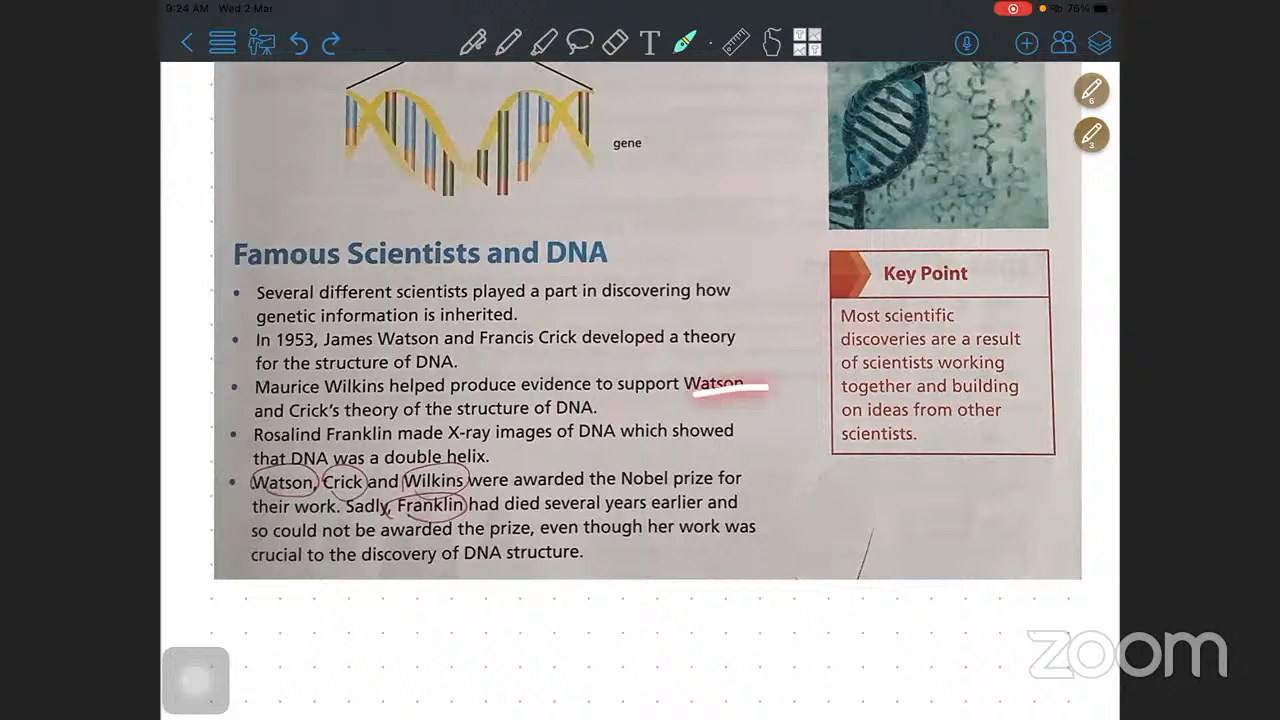 9:24 AM Wed 2-Mar
76%
T
6
3
gene
Famous Scientists and DNA
• Several different scientists played a part in discovering how
genetic information is inherited.
• In 1953, James Watson and Francis Crick developed a theory
for the structure of DNA.
• Maurice Wilkins helped produce evidence to support Watson
and Crick's theory of the structure of DNA.
• Rosalind Franklin made X-ray images of DNA which showed
that DNA was a double helix.
• Watson, Crick and Wilkins were awarded the Nobel prize for
their work. Sadly, Franklin had died several years earlier and
so could not be awarded the prize, even though her work was
crucial to the discovery of DNA structure.
Key Point
Most scientific
discoveries are a result
of scientists working
together and building
on ideas from other
scientists.
zoom